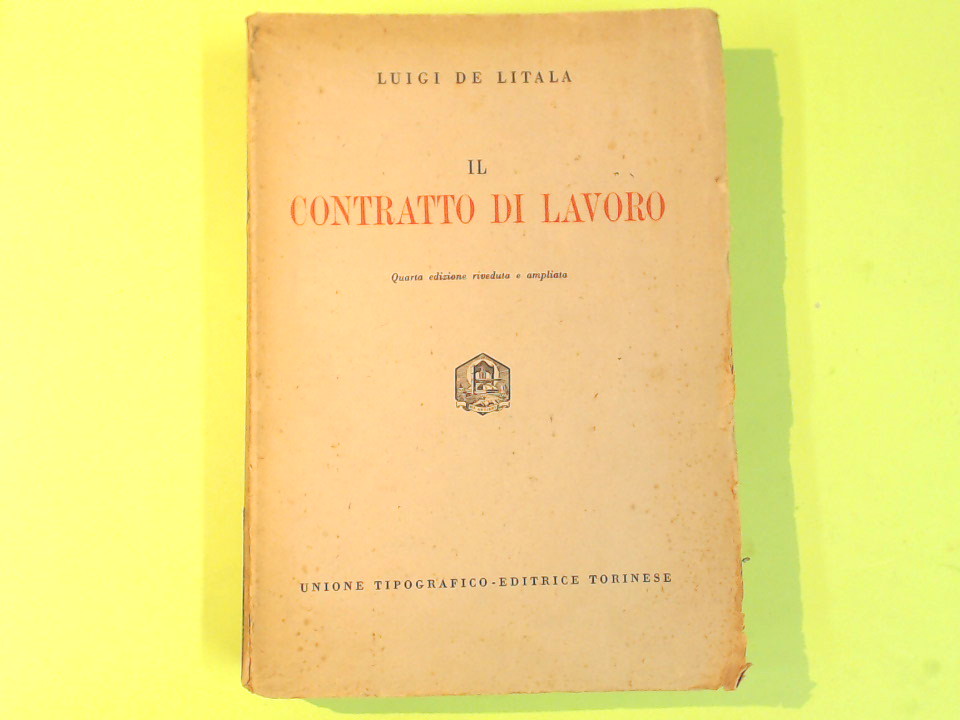 LUIGI DE LITALA
IL
CONTRATTO DI LAVORO
Quarta edizione riveduta e ampliata
UNIONE TIPOGRAFICO-EDITRICE TORINESE